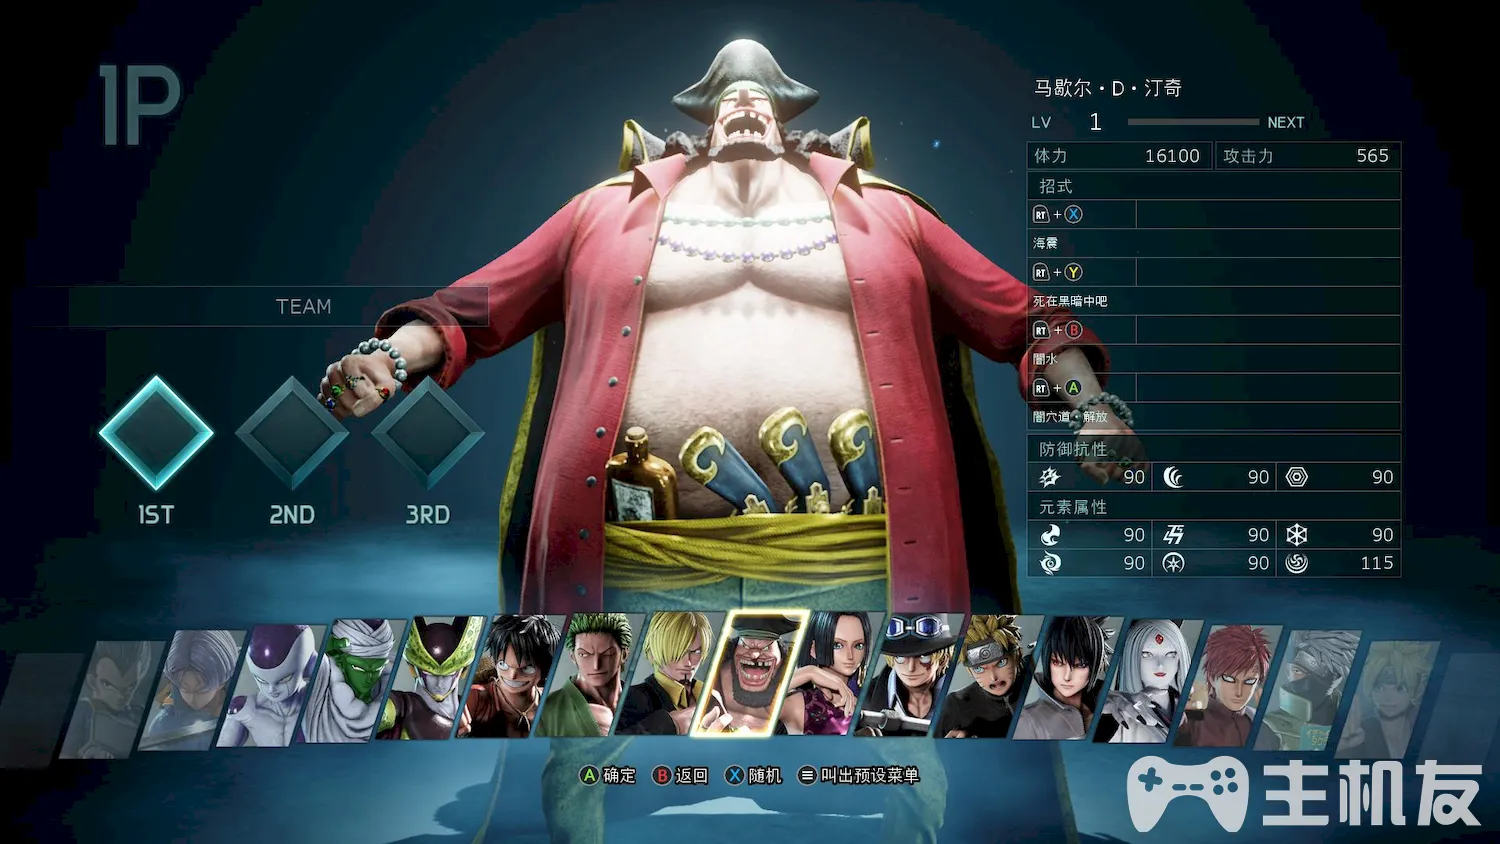 1P
马歇尔・D・汀奇
LV 1 NEXT
体力 16100 攻击力 565
招式
RT + X
海震
RT + Y
死在黑暗中吧
RT + B
闇水
RT + A
闇穴道・解放
防御抗性
90 90 90
元素属性
90 90 90
90 90 115
TEAM
1ST 2ND 3RD
A 确定 B 返回 X 随机 叫出预设菜单
主机友